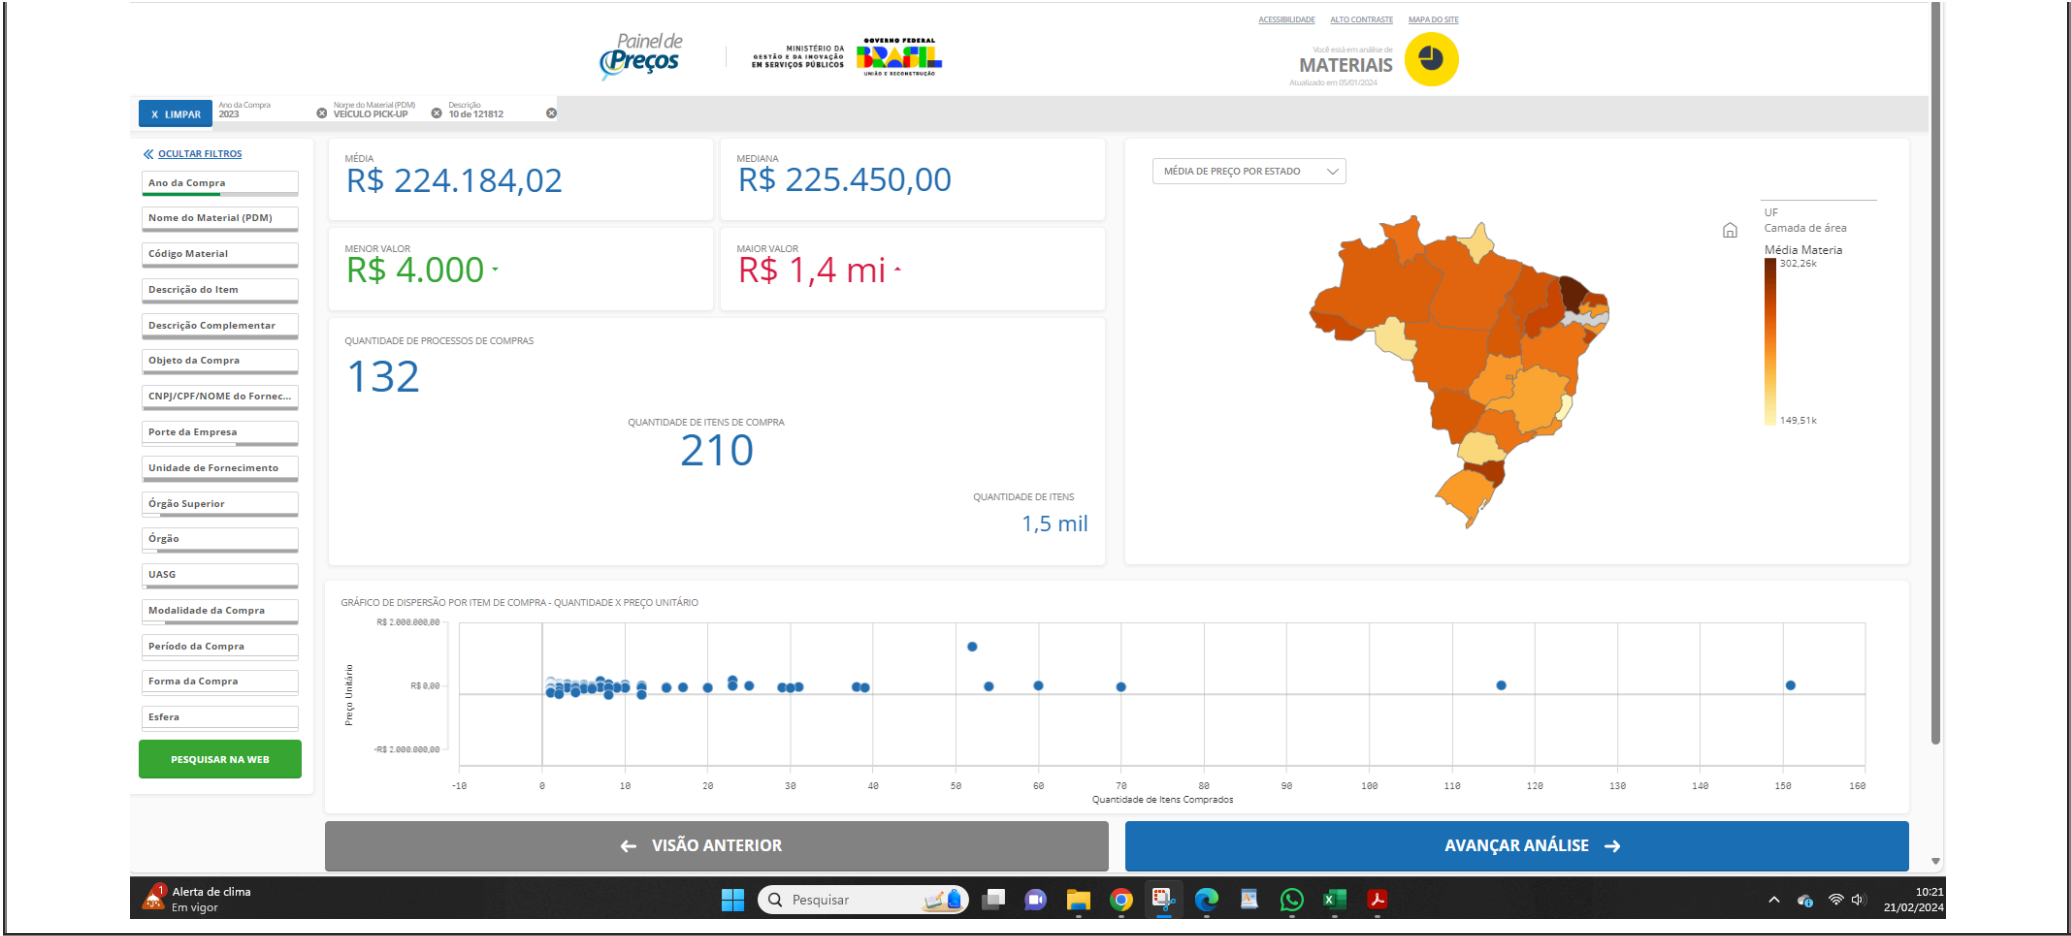 ACESSIBILIDADE ALTO CONTRASTE MAPA DO SITE
Painel de
Preços
MINISTÉRIO DA
GESTÃO E DA INOVAÇÃO
EM SERVIÇOS PÚBLICOS
GOVERNO FEDERAL
BRASIL
UNIÃO E RECONSTRUÇÃO
Você está em análise de
MATERIAIS
Atualizado em 05/01/2024
X LIMPAR
Ano da Compra
2023
Nome do Material (PDM)
VEÍCULO PICK-UP
Descrição
10 de 121812
OCULTAR FILTROS
Ano da Compra
Nome do Material (PDM)
Código Material
Descrição do Item
Descrição Complementar
Objeto da Compra
CNPJ/CPF/NOME do Fornec...
Porte da Empresa
Unidade de Fornecimento
Órgão Superior
Órgão
UASG
Modalidade da Compra
Período da Compra
Forma da Compra
Esfera
PESQUISAR NA WEB
MÉDIA
R$ 224.184,02
MEDIANA
R$ 225.450,00
MENOR VALOR
R$ 4.000
MAIOR VALOR
R$ 1,4 mi
QUANTIDADE DE PROCESSOS DE COMPRAS
132
QUANTIDADE DE ITENS DE COMPRA
210
QUANTIDADE DE ITENS
1,5 mil
MÉDIA DE PREÇO POR ESTADO
UF
Camada de área
Média Materia
302,26k
149,51k
GRÁFICO DE DISPERSÃO POR ITEM DE COMPRA - QUANTIDADE X PREÇO UNITÁRIO
Preço Unitário
R$ 2.000.000,00
R$ 0,00
-R$ 2.000.000,00
-10 0 10 20 30 40 50 60 70 80 90 100 110 120 130 140 150 160
Quantidade de Itens Comprados
← VISÃO ANTERIOR
AVANÇAR ANÁLISE →
1
Alerta de clima
Em vigor
Pesquisar
10:21
21/02/2024